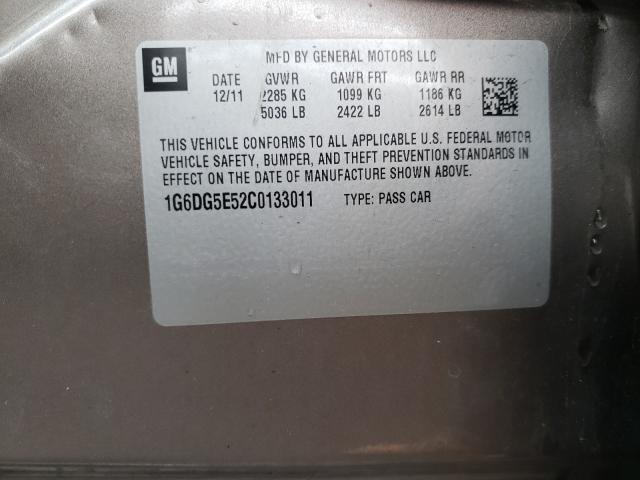 GM
MFD BY GENERAL MOTORS LLC
DATE GVWR GAWR FRT GAWR RR
12/11 2285 KG 1099 KG 1186 KG
5036 LB 2422 LB 2614 LB
THIS VEHICLE CONFORMS TO ALL APPLICABLE U.S. FEDERAL MOTOR
VEHICLE SAFETY, BUMPER, AND THEFT PREVENTION STANDARDS IN
EFFECT ON THE DATE OF MANUFACTURE SHOWN ABOVE.
1G6DG5E52C0133011 TYPE: PASS CAR